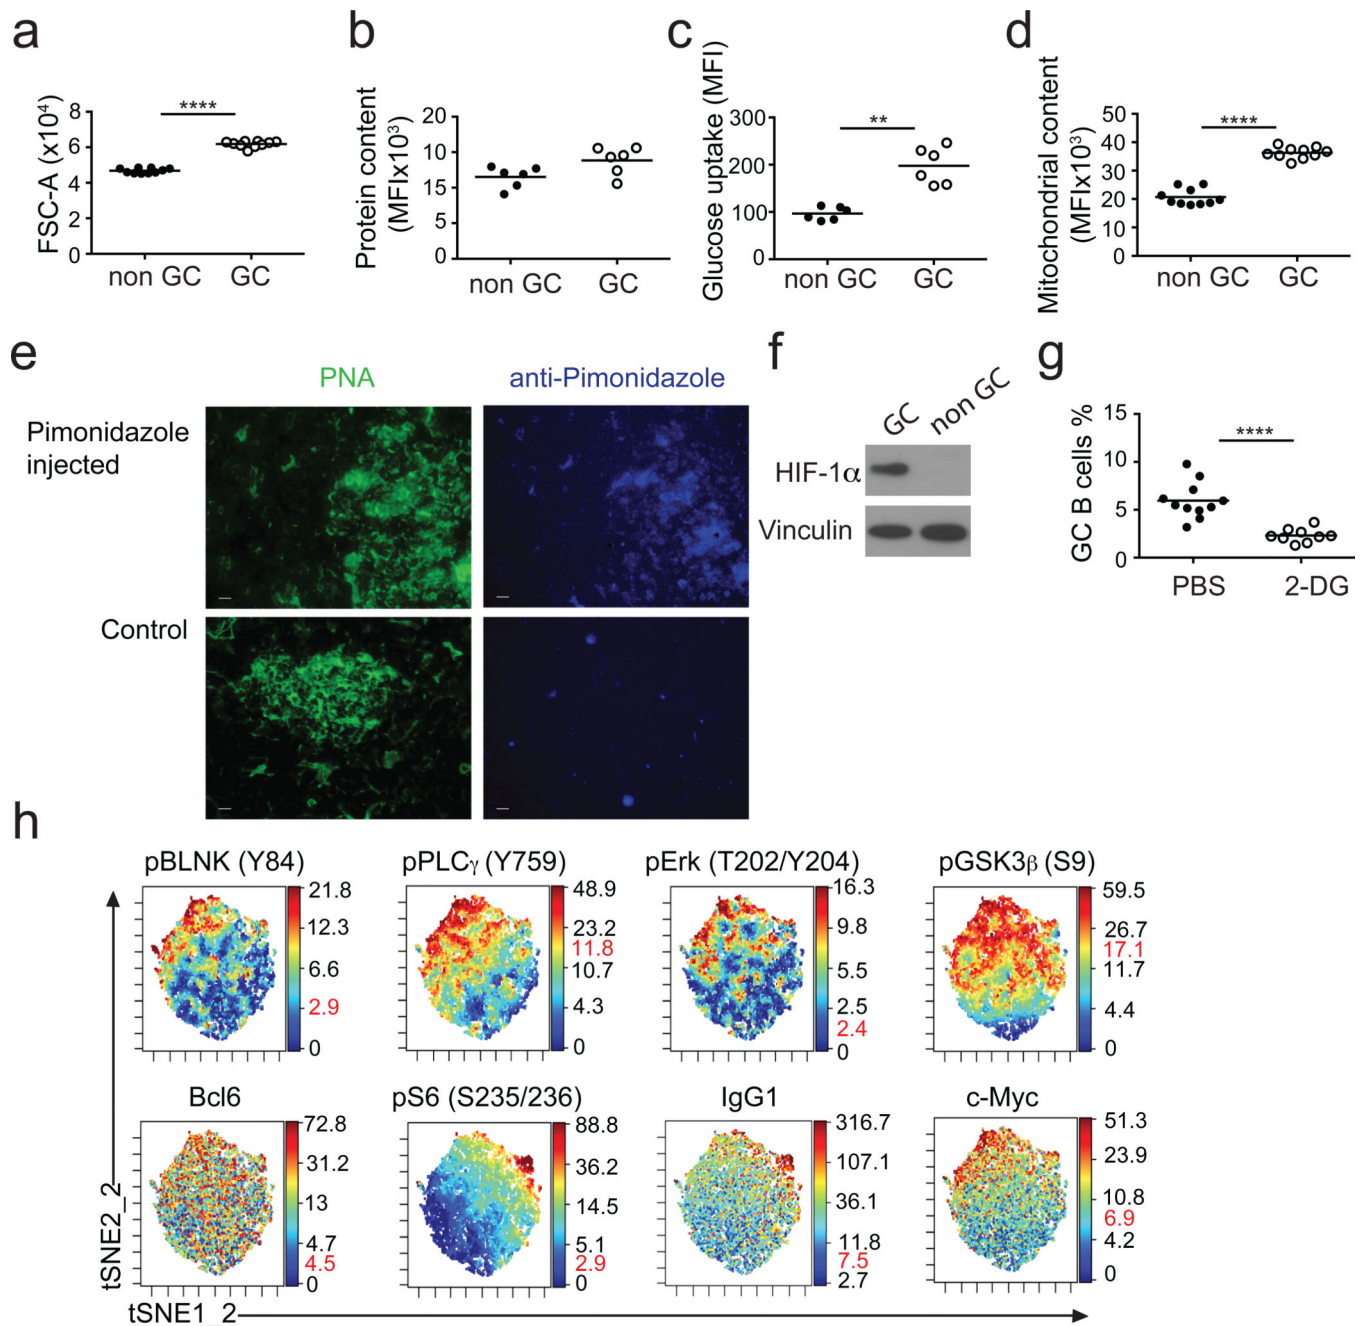 a
FSC-A (x10⁴)
8
6
4
2
0
****
non GC
GC
b
Protein content
(MFIx10³)
20
10
15
5
0
non GC
GC
c
Glucose uptake (MFI)
300
200
100
0
**
non GC
GC
d
Mitochondrial content
(MFIx10³)
50
40
30
20
10
0
****
non GC
GC
e
PNA
anti-Pimonidazole
Pimonidazole
injected
Control
f
GC
non GC
HIF-1α
Vinculin
g
GC B cells %
15
10
5
0
****
PBS
2-DG
h
pBLNK (Y84)
21.8
12.3
6.6
2.9
0
pPLCγ (Y759)
48.9
23.2
11.8
10.7
4.3
0
pErk (T202/Y204)
16.3
9.8
5.5
2.5
2.4
0
pGSK3β (S9)
59.5
26.7
17.1
11.7
4.4
0
Bcl6
72.8
31.2
13
4.7
4.5
0
pS6 (S235/236)
88.8
36.2
14.5
5.1
2.9
0
IgG1
316.7
107.1
36.1
11.8
7.5
2.7
c-Myc
51.3
23.9
10.8
6.9
4.2
0
tSNE2_2
tSNE1_2